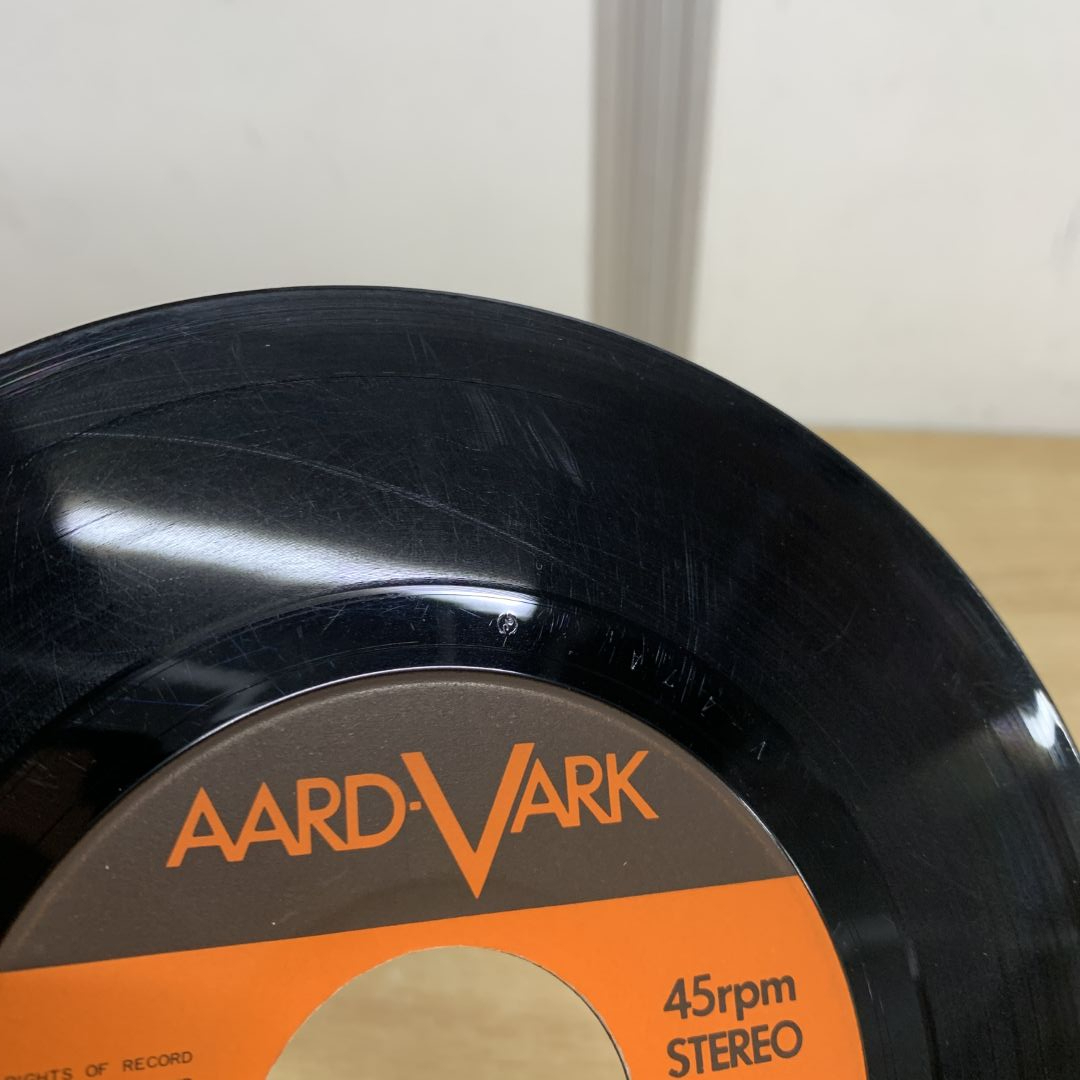 AARD-VARK
45rpm
STEREO
RIGHTS OF RECORD